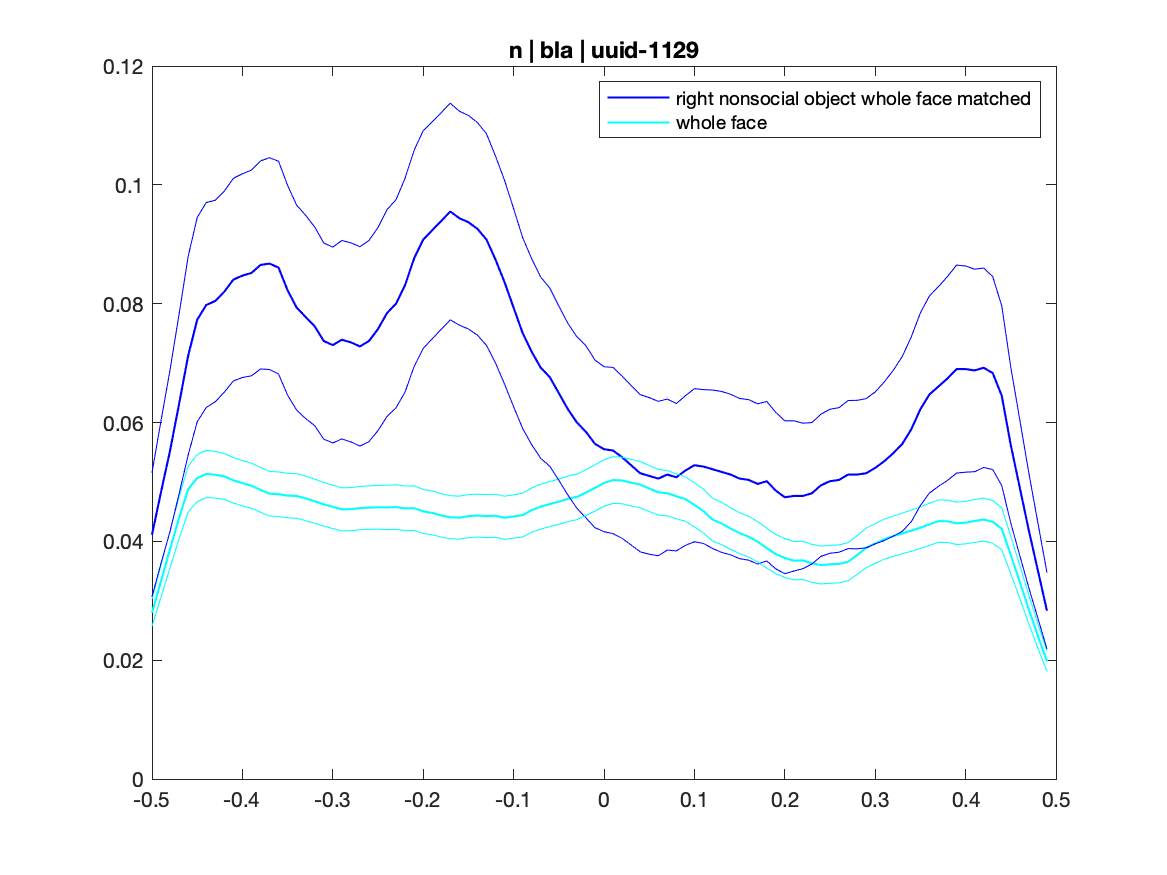 n | bla | uuid-1129
right nonsocial object whole face matched
whole face
0.12
0.1
0.08
0.06
0.04
0.02
0
-0.5 -0.4 -0.3 -0.2 -0.1 0 0.1 0.2 0.3 0.4 0.5